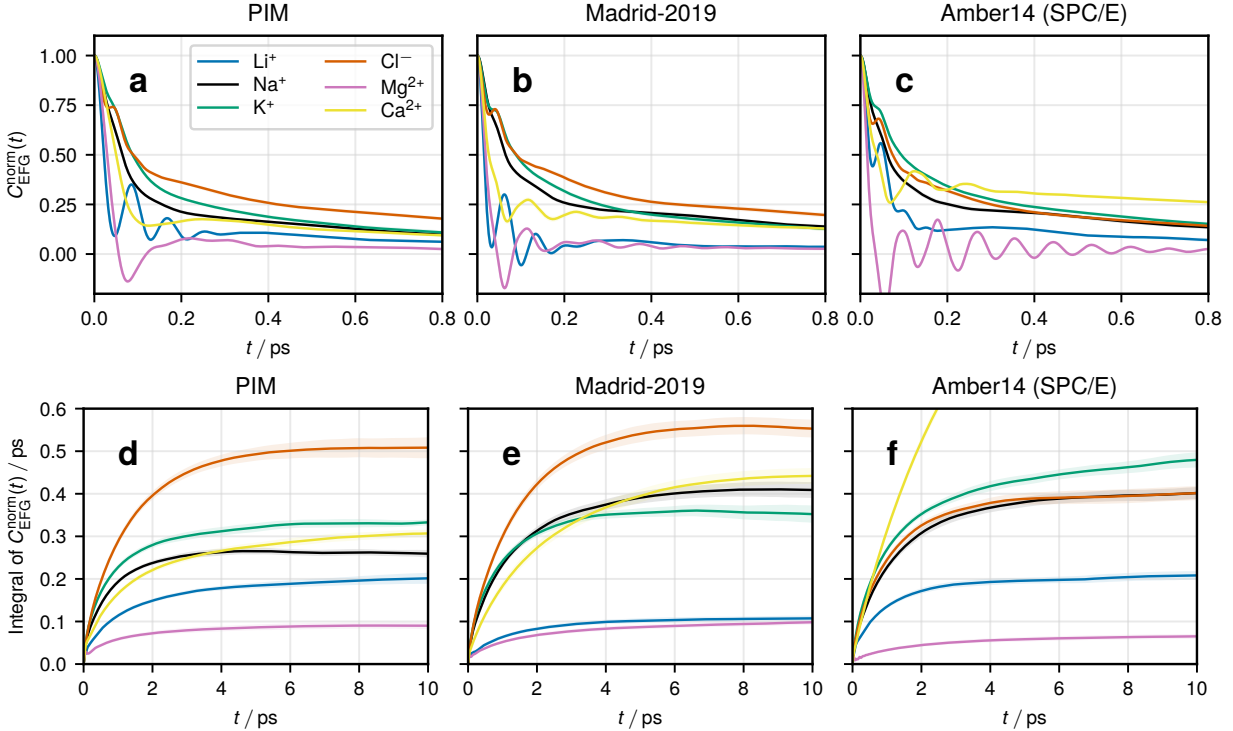 PIM
Madrid-2019
Amber14 (SPC/E)
a
b
c
Li⁺
Na⁺
K⁺
Cl⁻
Mg²⁺
Ca²⁺
1.00
0.75
0.50
0.25
0.00
C_EFG^norm(t)
0.0 0.2 0.4 0.6 0.8
0.0 0.2 0.4 0.6 0.8
0.0 0.2 0.4 0.6 0.8
t / ps
t / ps
t / ps
PIM
Madrid-2019
Amber14 (SPC/E)
d
e
f
0.6
0.5
0.4
0.3
0.2
0.1
0.0
Integral of C_EFG^norm(t) / ps
0 2 4 6 8 10
0 2 4 6 8 10
0 2 4 6 8 10
t / ps
t / ps
t / ps